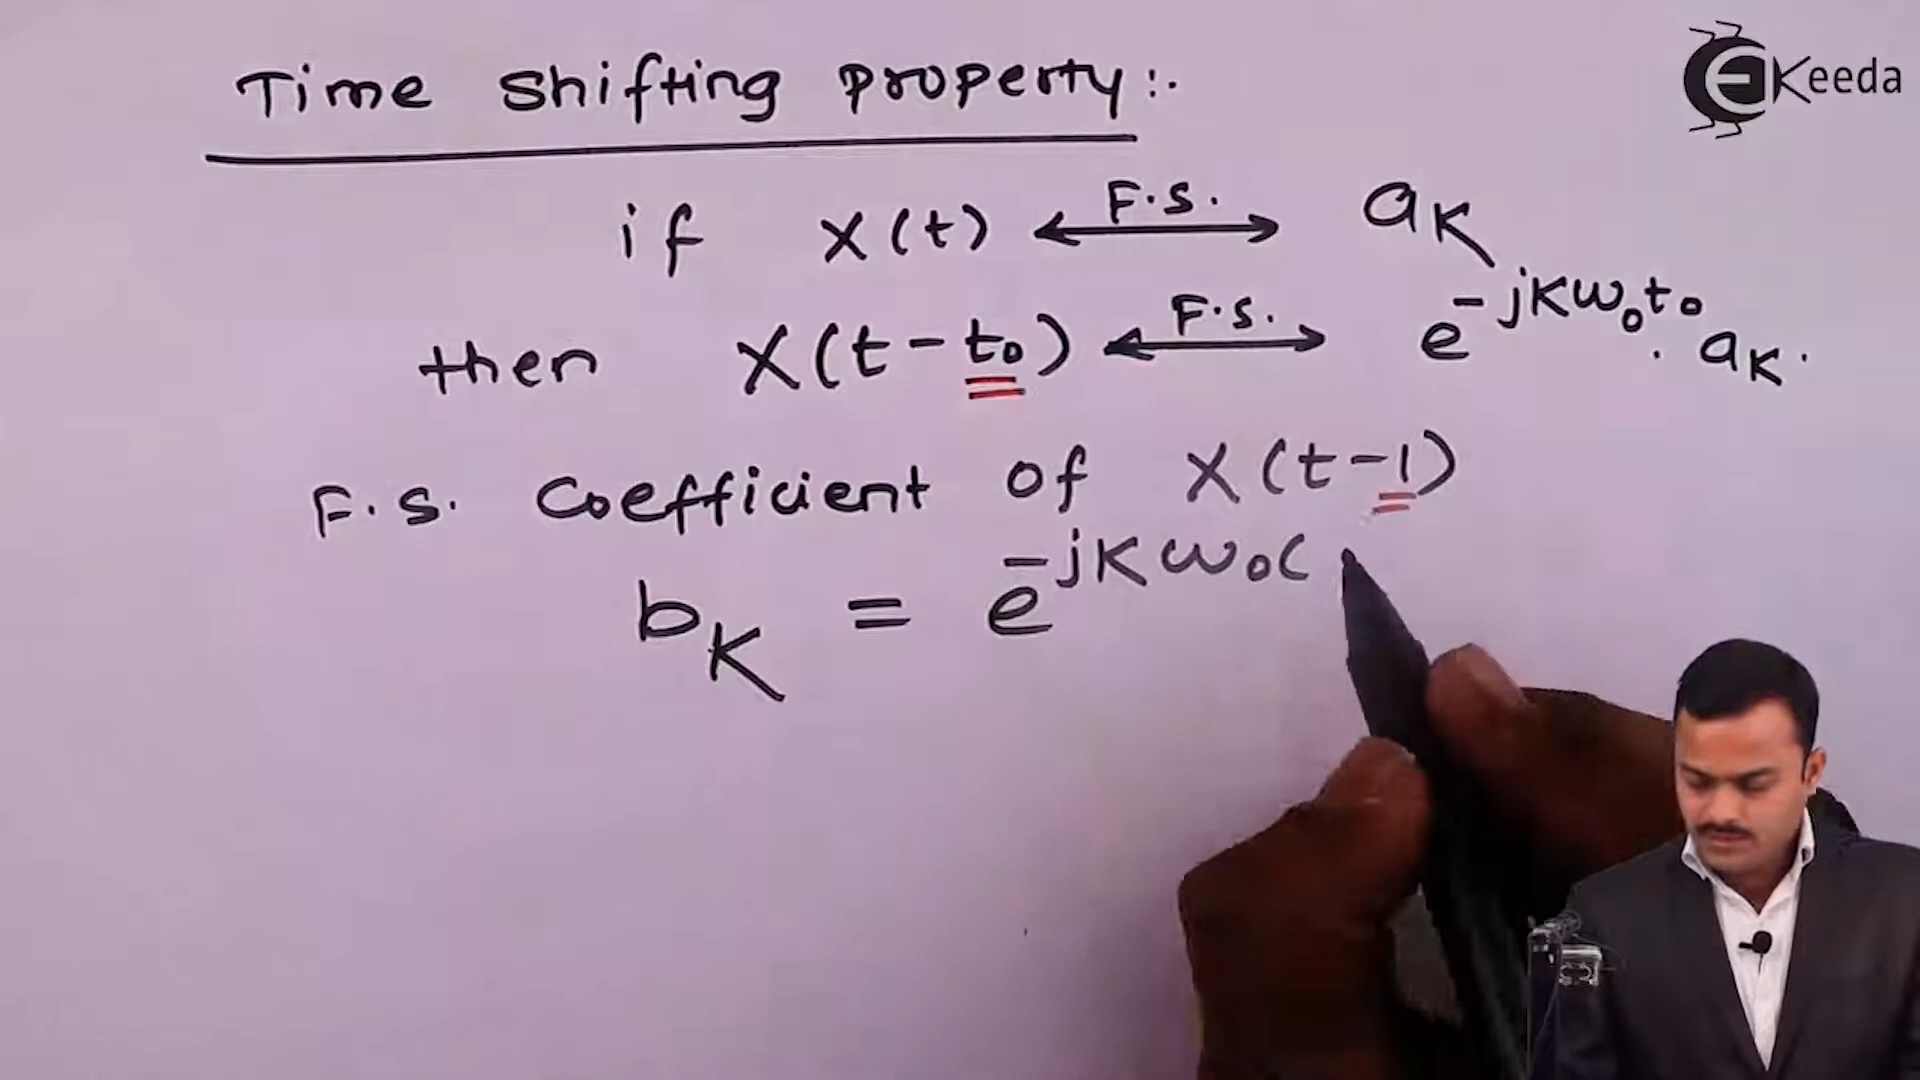 Time Shifting Property:.
EKeeda
if x(t) <--F.S.--> aK
then x(t-t0) <--F.S.--> e^-jKω0t0 . aK.
F.S. Coefficient of x(t-1)
bK = e^-jKω0(